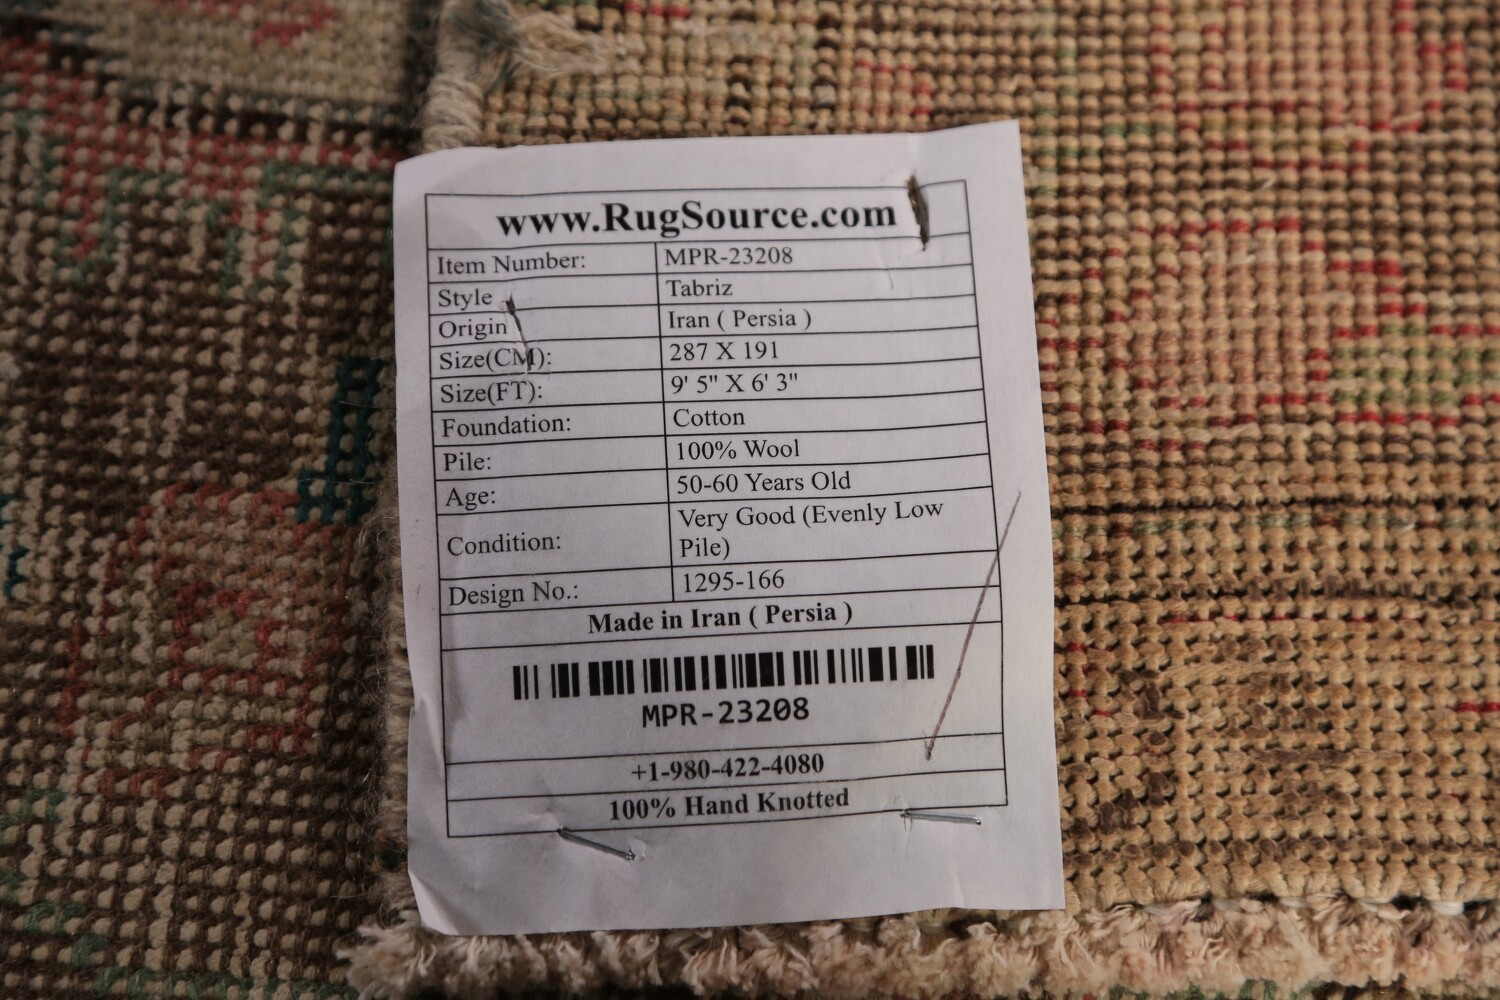 www.RugSource.com
Item Number: MPR-23208
Style Tabriz
Origin Iran ( Persia )
Size(CM): 287 X 191
Size(FT): 9' 5" X 6' 3"
Foundation: Cotton
Pile: 100% Wool
Age: 50-60 Years Old
Condition: Very Good (Evenly Low
Pile)
Design No.: 1295-166
Made in Iran ( Persia )
MPR-23208
+1-980-422-4080
100% Hand Knotted